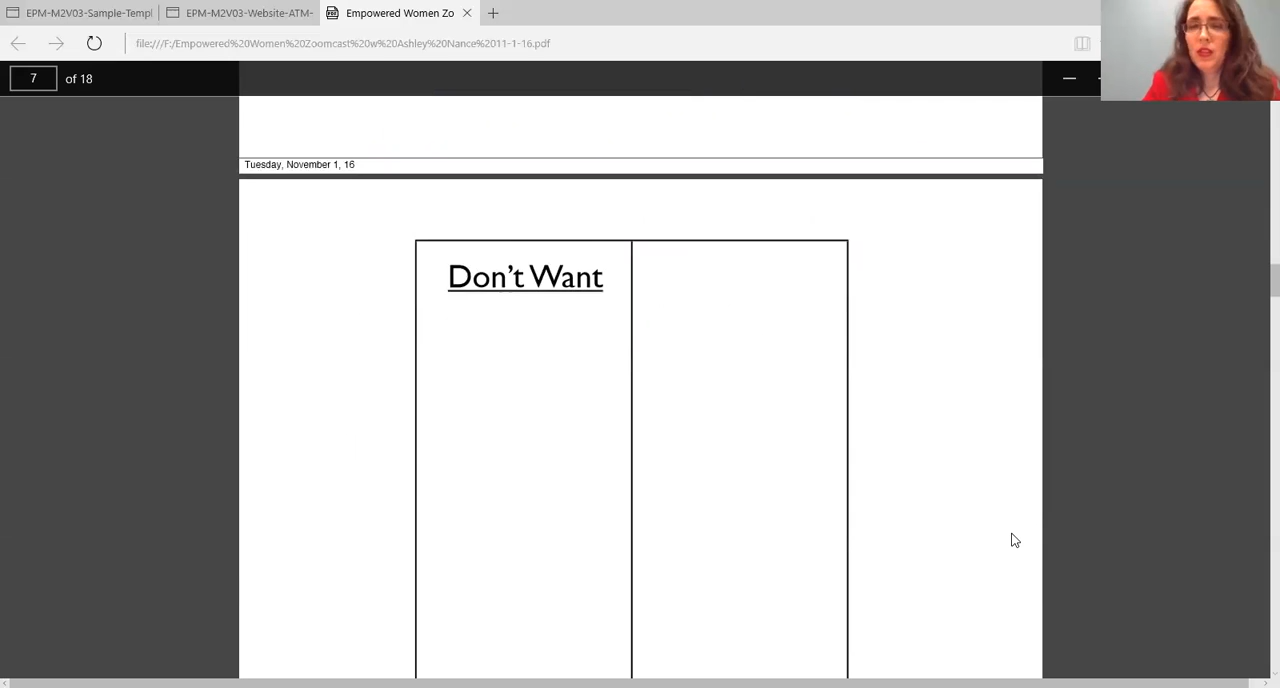 EPM-M2V03-Sample-Templ
EPM-M2V03-Website-ATM-
Empowered Women Zo
file:///F:/Empowered%20Women%20Zoomcast%20w%20Ashley%20Nance%2011-1-16.pdf
7 of 18
Tuesday, November 1, 16
Don't Want